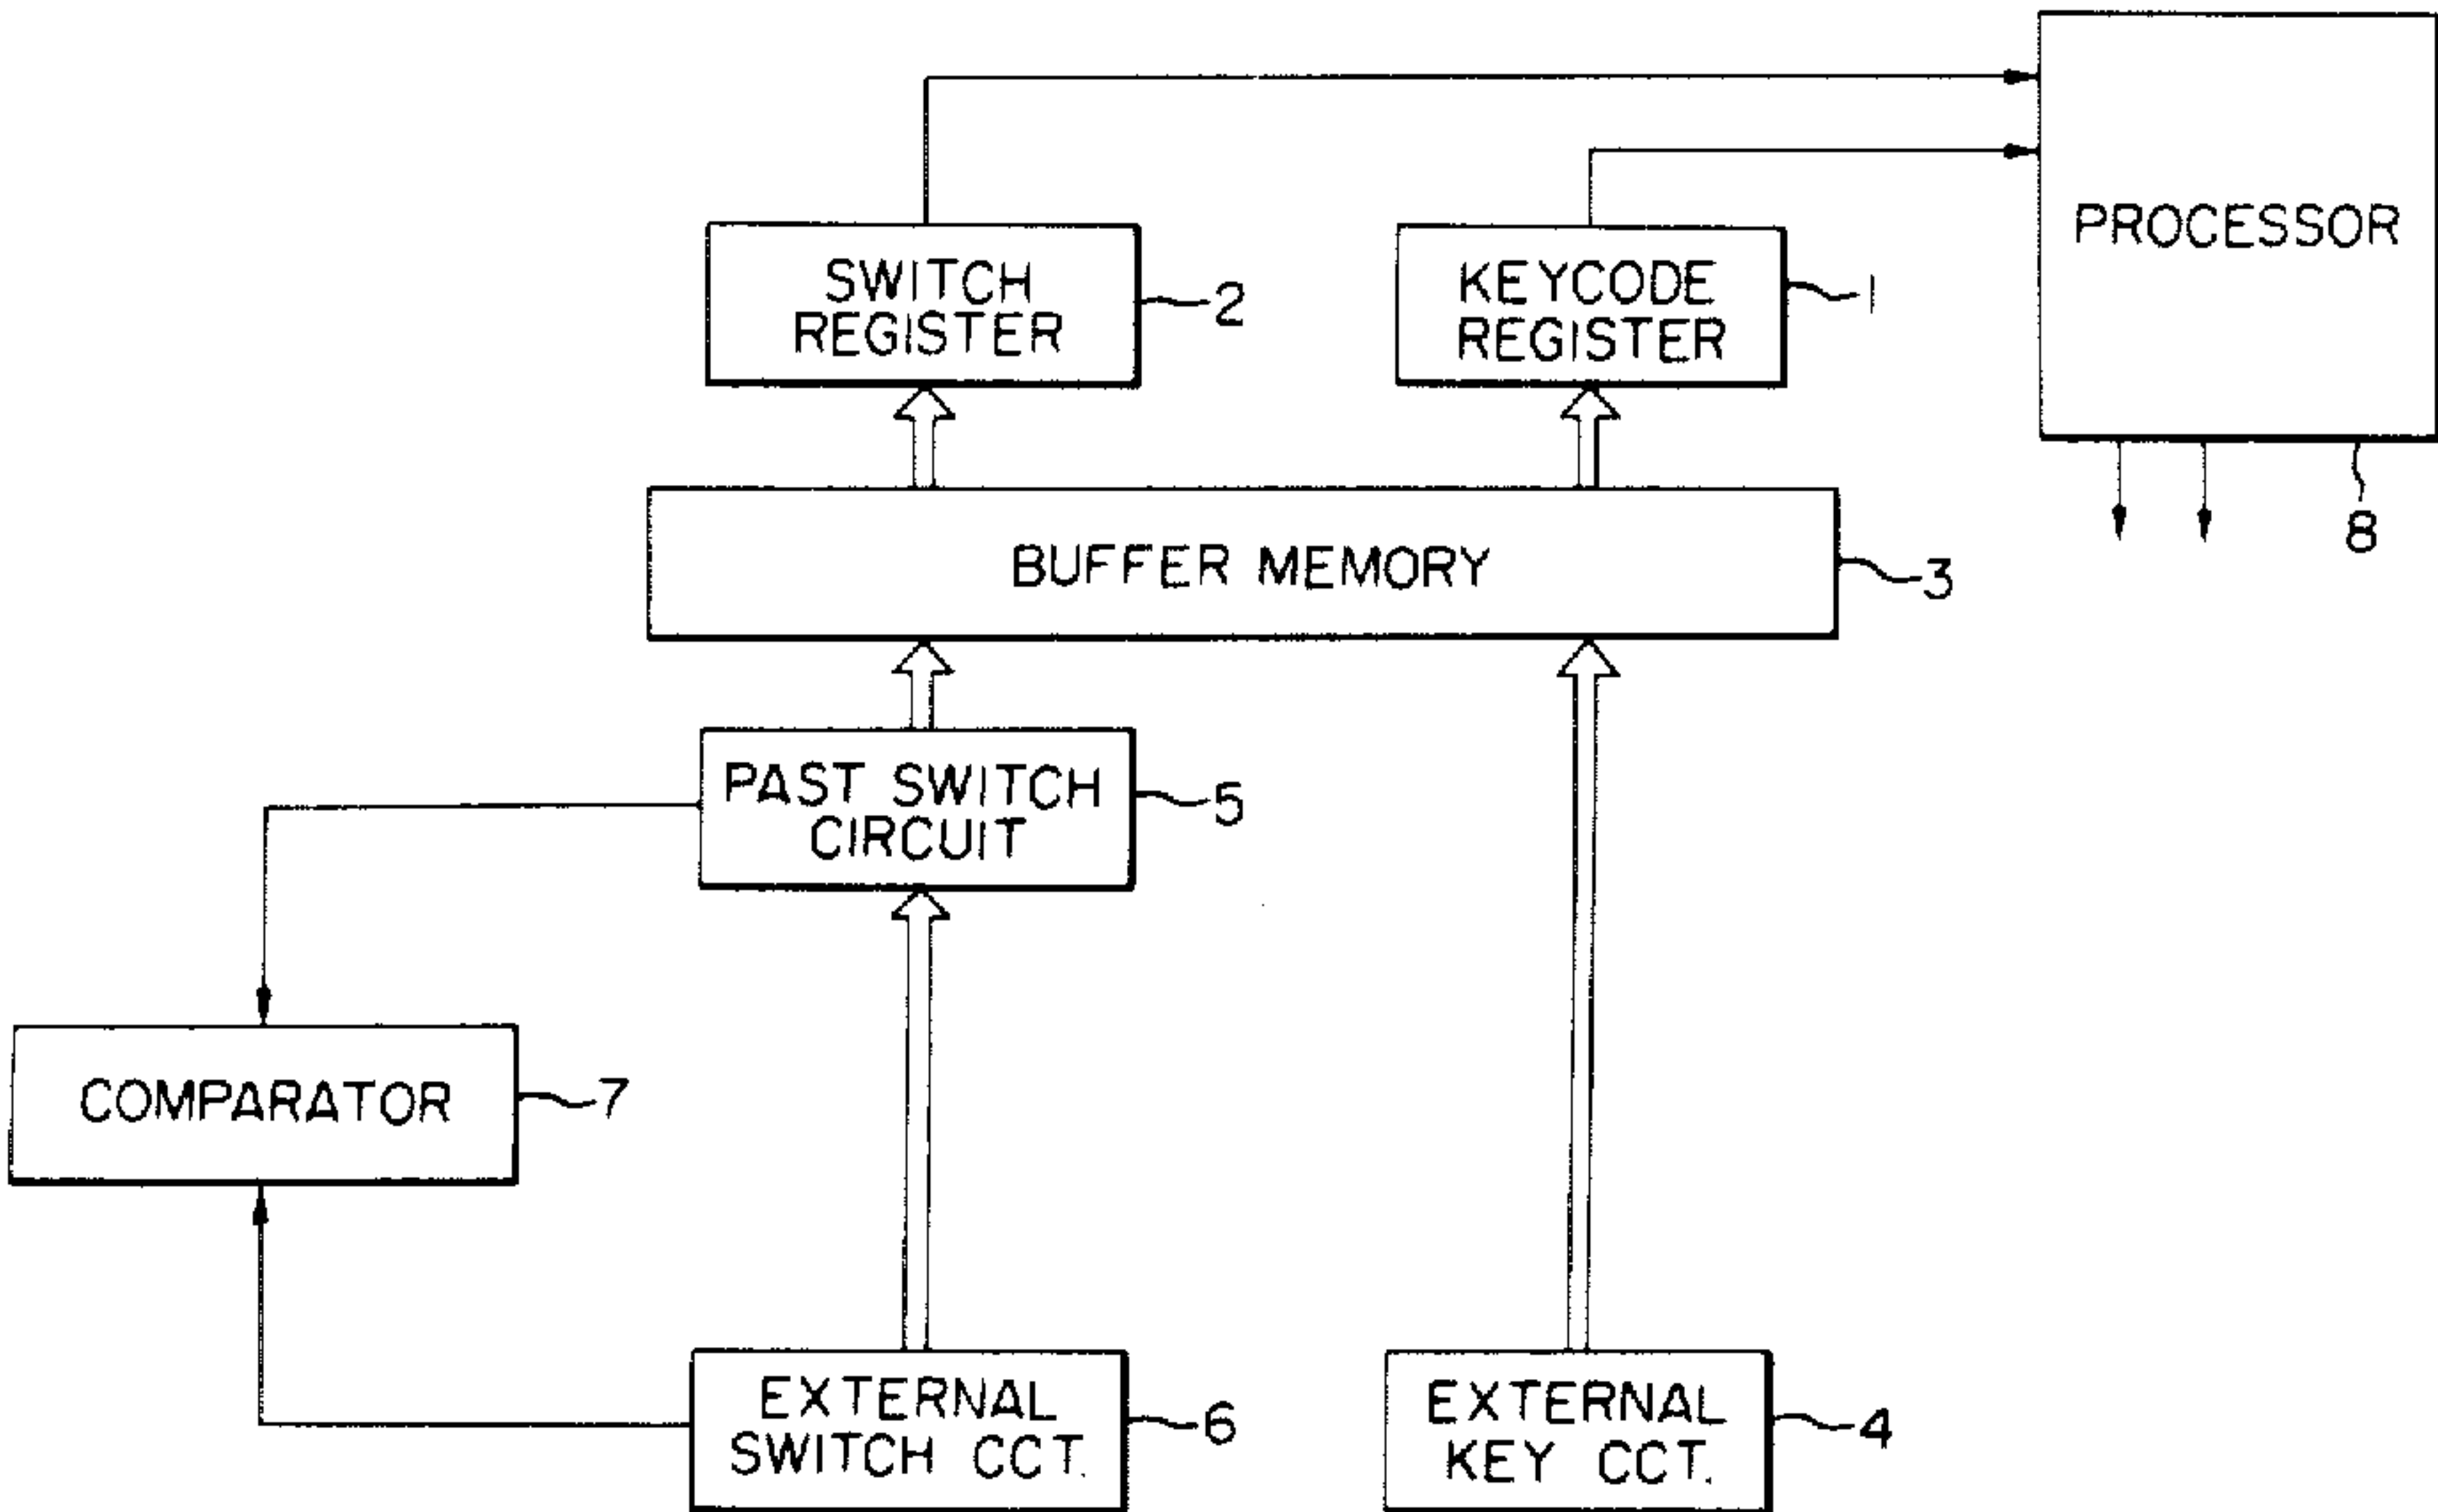 PROCESSOR
8
SWITCH
REGISTER
2
KEYCODE
REGISTER
1
BUFFER MEMORY
3
PAST SWITCH
CIRCUIT
5
COMPARATOR
7
EXTERNAL
SWITCH CCT.
6
EXTERNAL
KEY CCT.
4